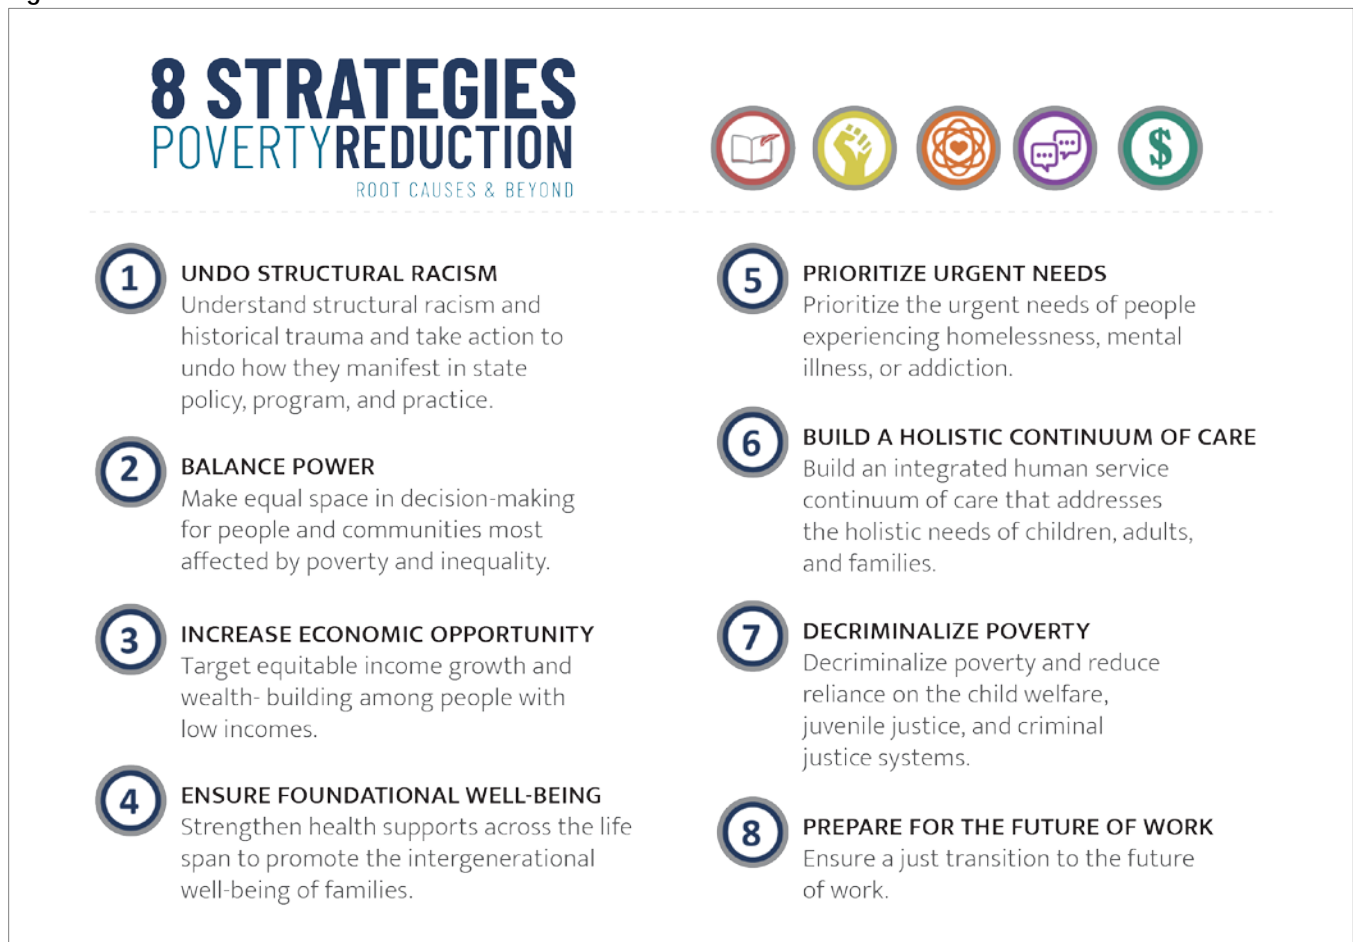 8 STRATEGIES
POVERTYREDUCTION
ROOT CAUSES & BEYOND
$
1
UNDO STRUCTURAL RACISM
Understand structural racism and
historical trauma and take action to
undo how they manifest in state
policy, program, and practice.
2
BALANCE POWER
Make equal space in decision-making
for people and communities most
affected by poverty and inequality.
3
INCREASE ECONOMIC OPPORTUNITY
Target equitable income growth and
wealth- building among people with
low incomes.
4
ENSURE FOUNDATIONAL WELL-BEING
Strengthen health supports across the life
span to promote the intergenerational
well-being of families.
5
PRIORITIZE URGENT NEEDS
Prioritize the urgent needs of people
experiencing homelessness, mental
illness, or addiction.
6
BUILD A HOLISTIC CONTINUUM OF CARE
Build an integrated human service
continuum of care that addresses
the holistic needs of children, adults,
and families.
7
DECRIMINALIZE POVERTY
Decriminalize poverty and reduce
reliance on the child welfare,
juvenile justice, and criminal
justice systems.
8
PREPARE FOR THE FUTURE OF WORK
Ensure a just transition to the future
of work.